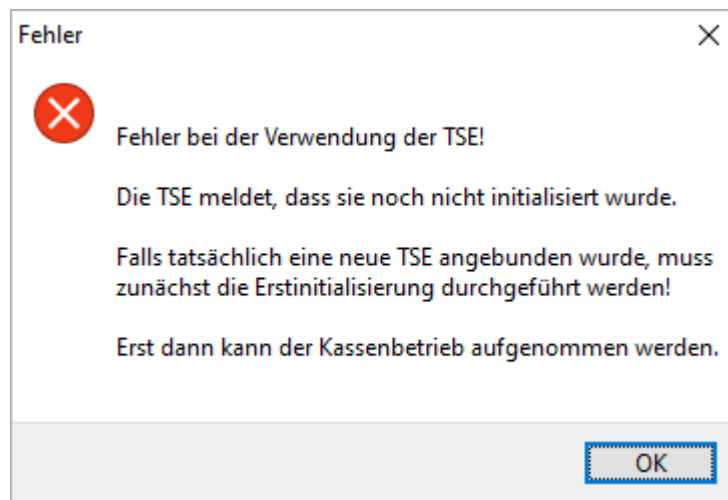 Fehler
Fehler bei der Verwendung der TSE!
Die TSE meldet, dass sie noch nicht initialisiert wurde.
Falls tatsächlich eine neue TSE angebunden wurde, muss
zunächst die Erstinitialisierung durchgeführt werden!
Erst dann kann der Kassenbetrieb aufgenommen werden.
OK